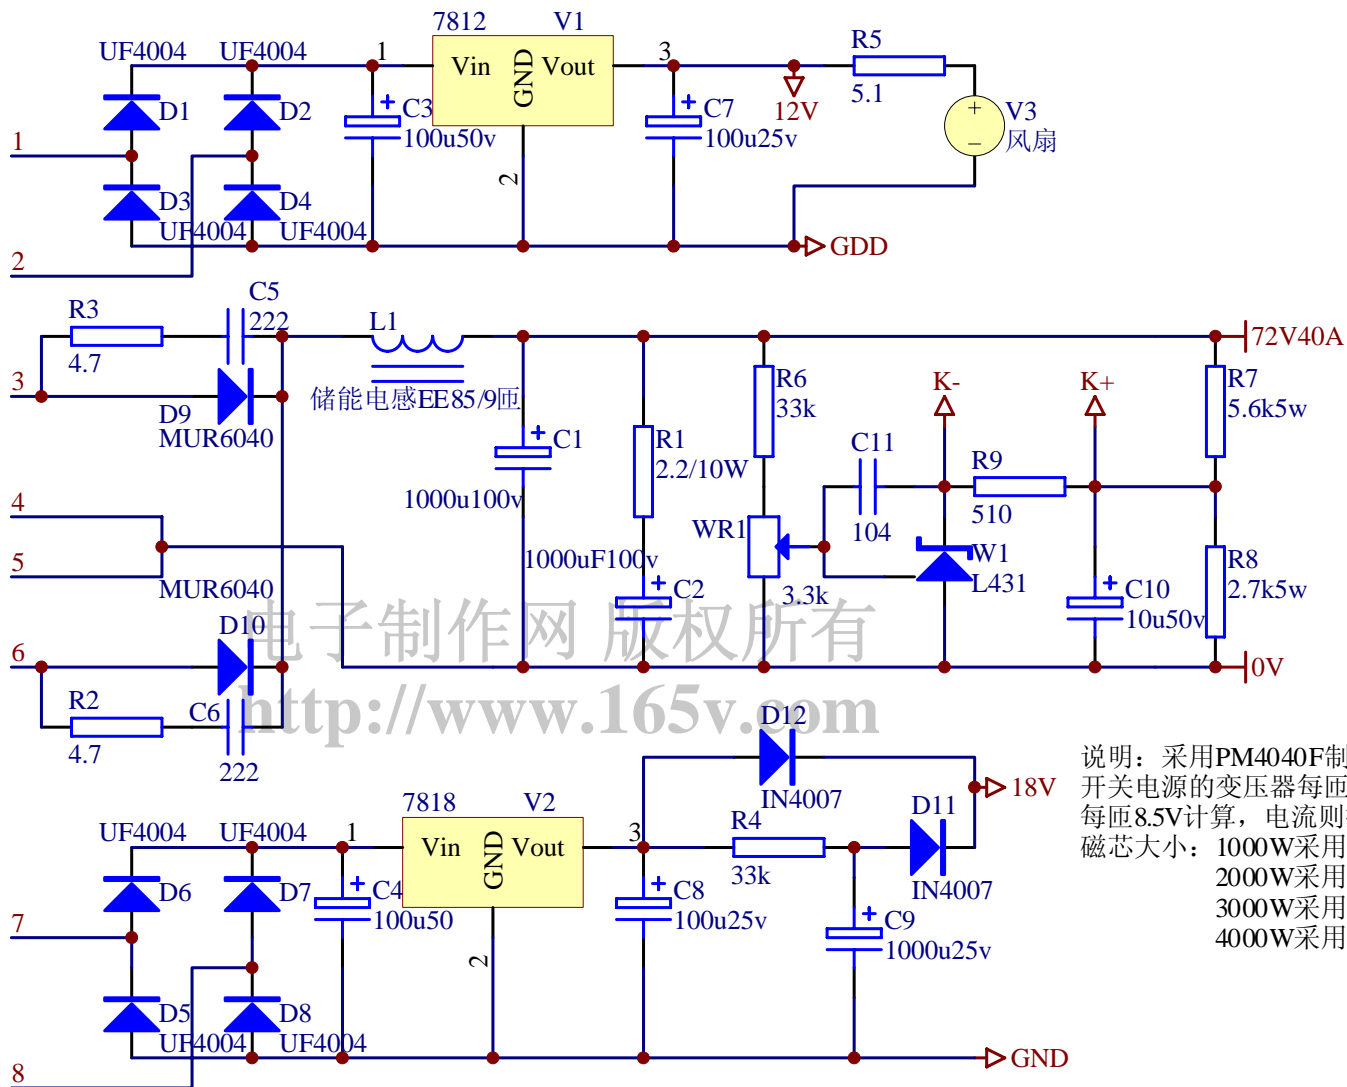 7812
V1
UF4004
UF4004
1
3
Vin
GND
Vout
R5
5.1
D1
D2
C3
100u50v
C7
100u25v
12V
V3
风扇
1
2
D3
D4
UF4004
UF4004
GDD
2
C5
222
R3
4.7
L1
储能电感EE85/9匝
72V40A
3
D9
MUR6040
R6
33k
K-
K+
R7
5.6k5w
C1
1000u100v
R1
2.2/10W
C11
104
R9
510
4
WR1
3.3k
W1
L431
1000uF100v
C2
C10
10u50v
R8
2.7k5w
5
MUR6040
D10
电子制作网 版权所有
6
0V
R2
4.7
C6
222
http://www.165v.com
D12
IN4007
18V
说明：采用PM4040F制
开关电源的变压器每匝
每匝8.5V计算，电流则
磁芯大小：1000W采用
2000W采用
3000W采用
4000W采用
7818
V2
UF4004
UF4004
1
3
Vin
GND
Vout
R4
33k
D11
IN4007
D6
D7
C4
100u50
C8
100u25v
C9
1000u25v
7
2
D5
D8
UF4004
UF4004
GND
8